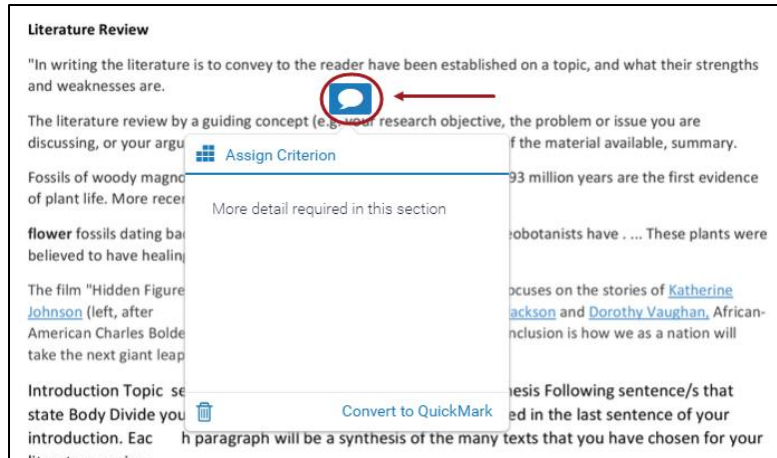 Literature Review
"In writing the literature is to convey to the reader have been established on a topic, and what their strengths
and weaknesses are.
The literature review by a guiding concept (e.g. your research objective, the problem or issue you are
discussing, or your argu f the material available, summary.
Fossils of woody magno 93 million years are the first evidence
of plant life. More recen
flower fossils dating ba eobotanists have . ... These plants were
believed to have healin
The film "Hidden Figure ocuses on the stories of Katherine
Johnson (left, after ackson and Dorothy Vaughan, African-
American Charles Bolde nclusion is how we as a nation will
take the next giant leap
Introduction Topic se nesis Following sentence/s that
state Body Divide you ed in the last sentence of your
introduction. Eac h paragraph will be a synthesis of the many texts that you have chosen for your
Assign Criterion
More detail required in this section
Convert to QuickMark